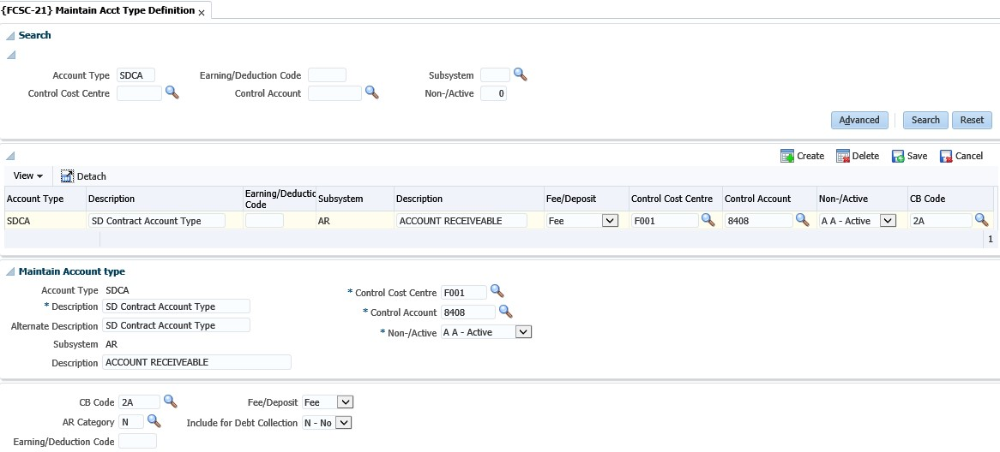 {FCSC-21} Maintain Acct Type Definition ×
Search
Account Type SDCA Earning/Deduction Code Subsystem
Control Cost Centre Control Account Non-/Active 0
Advanced Search Reset
Create Delete Save Cancel
View Detach
Account Type Description Earning/Deductic Code Subsystem Description Fee/Deposit Control Cost Centre Control Account Non-/Active CB Code
SDCA SD Contract Account Type AR ACCOUNT RECEIVEABLE Fee F001 8408 A A - Active 2A
1
Maintain Account type
Account Type SDCA * Control Cost Centre F001
* Description SD Contract Account Type * Control Account 8408
Alternate Description SD Contract Account Type * Non-/Active A A - Active
Subsystem AR
Description ACCOUNT RECEIVEABLE
CB Code 2A Fee/Deposit Fee
AR Category N Include for Debt Collection N - No
Earning/Deduction Code